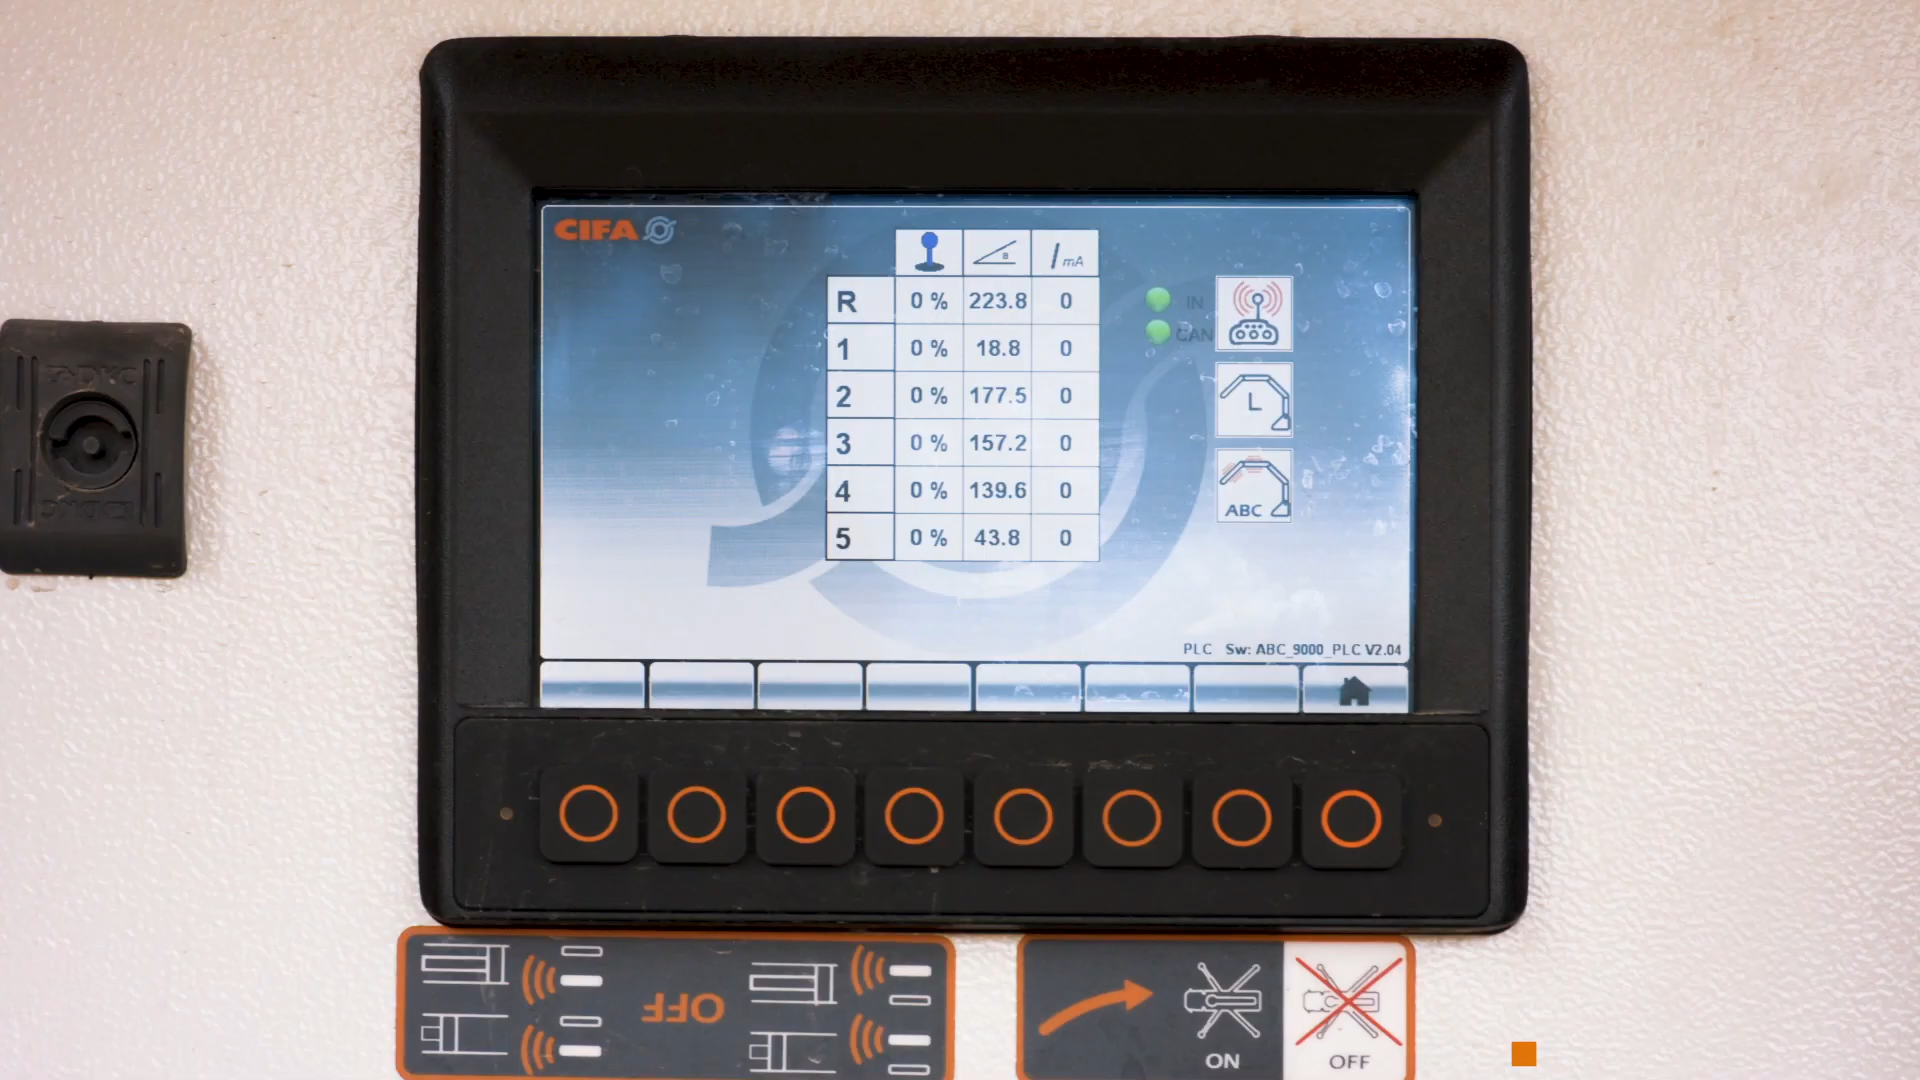 CIFA
B
I mA
R 0 % 223.8 0
1 0 % 18.8 0
2 0 % 177.5 0
3 0 % 157.2 0
4 0 % 139.6 0
5 0 % 43.8 0
IN
CAN
L
ABC
PLC Sw: ABC_9000_PLC V2.04
OFF
ON
OFF